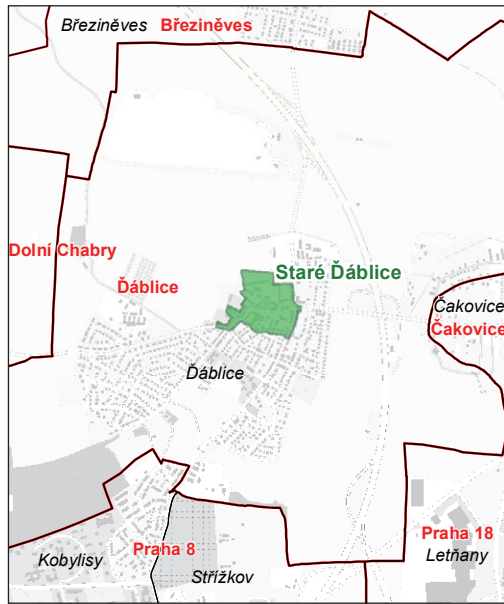 Březiněves Březiněves
Dolní Chabry
Ďáblice
Staré Ďáblice
Čakovice
Čakovice
Ďáblice
Kobylisy
Praha 8
Střížkov
Praha 18
Letňany